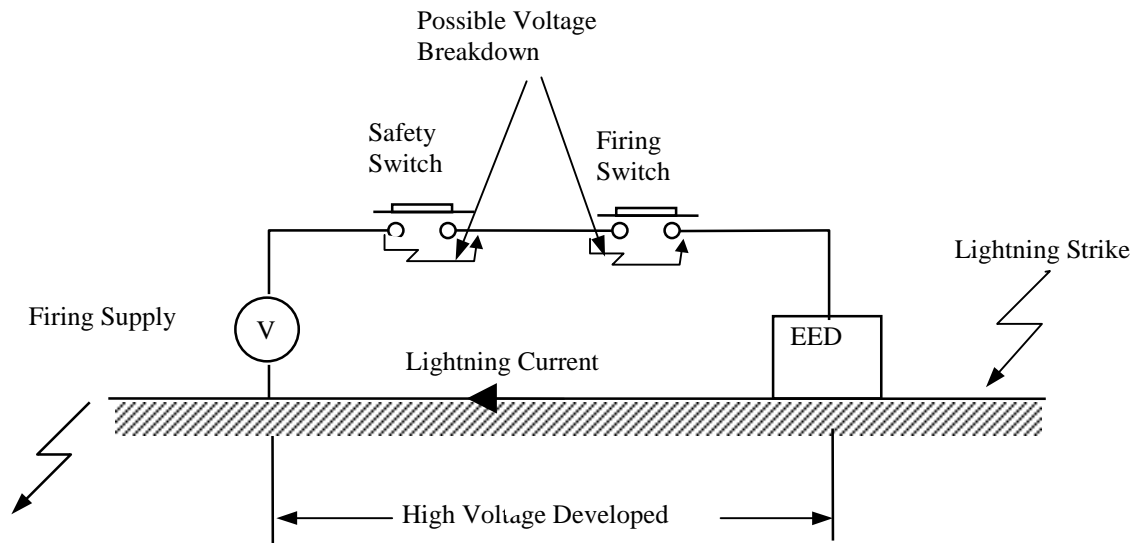 Possible Voltage
Breakdown
Safety
Switch
Firing
Switch
Lightning Strike
Firing Supply
V
EED
Lightning Current
High Voltage Developed